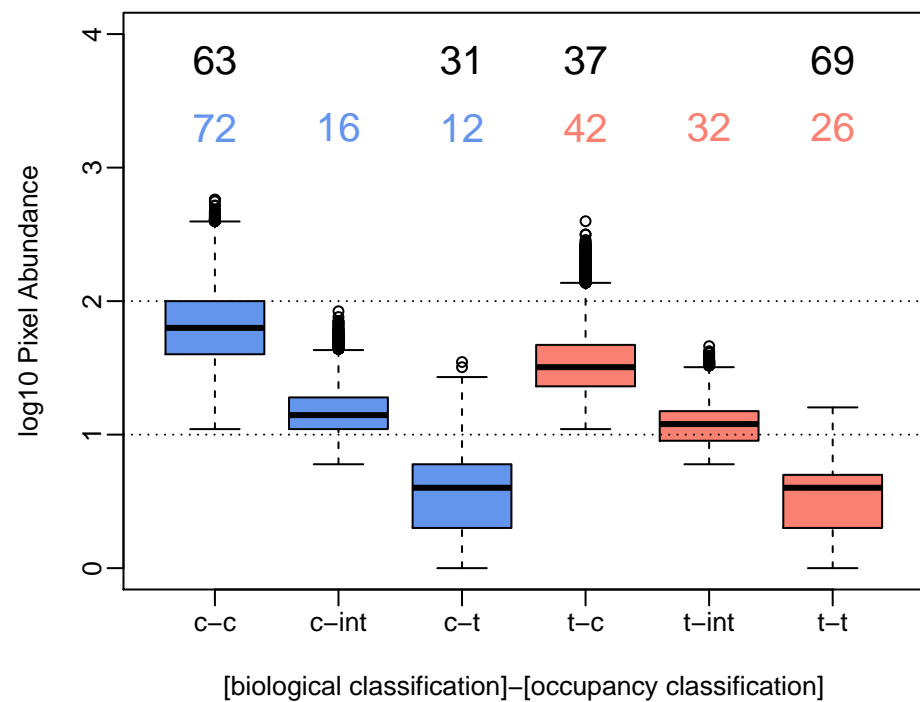 4
63 31 37 69
72 16 12 42 32 26
3
log10 Pixel Abundance
2
1
0
c−c c−int c−t t−c t−int t−t
[biological classification]−[occupancy classification]